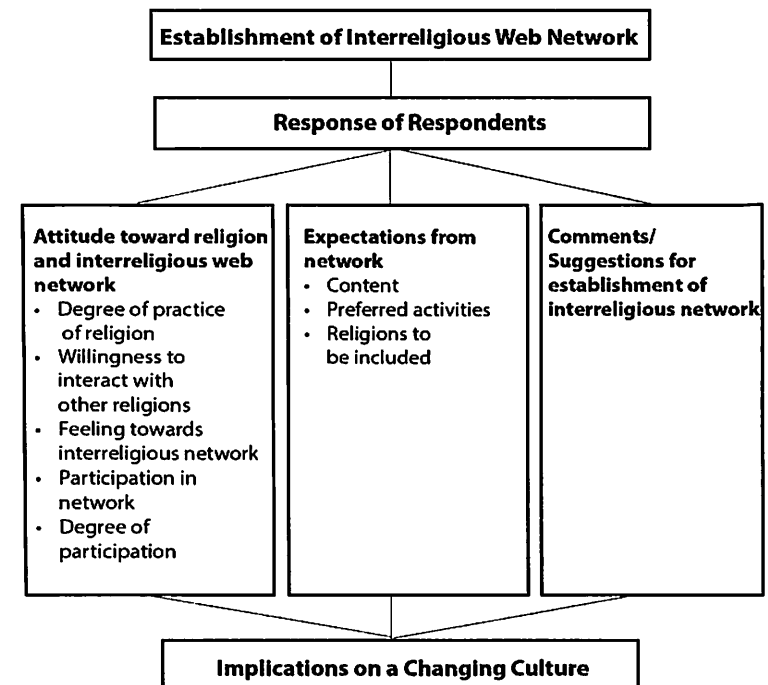 Establishment of Interreligious Web Network
Response of Respondents
Attitude toward religion
and interreligious web
network
• Degree of practice
of religion
• Willingness to
interact with
other religions
• Feeling towards
interreligious network
• Participation in
network
• Degree of
participation
Expectations from
network
• Content
• Preferred activities
• Religions to
be included
Comments/
Suggestions for
establishment of
interreligious network
Implications on a Changing Culture